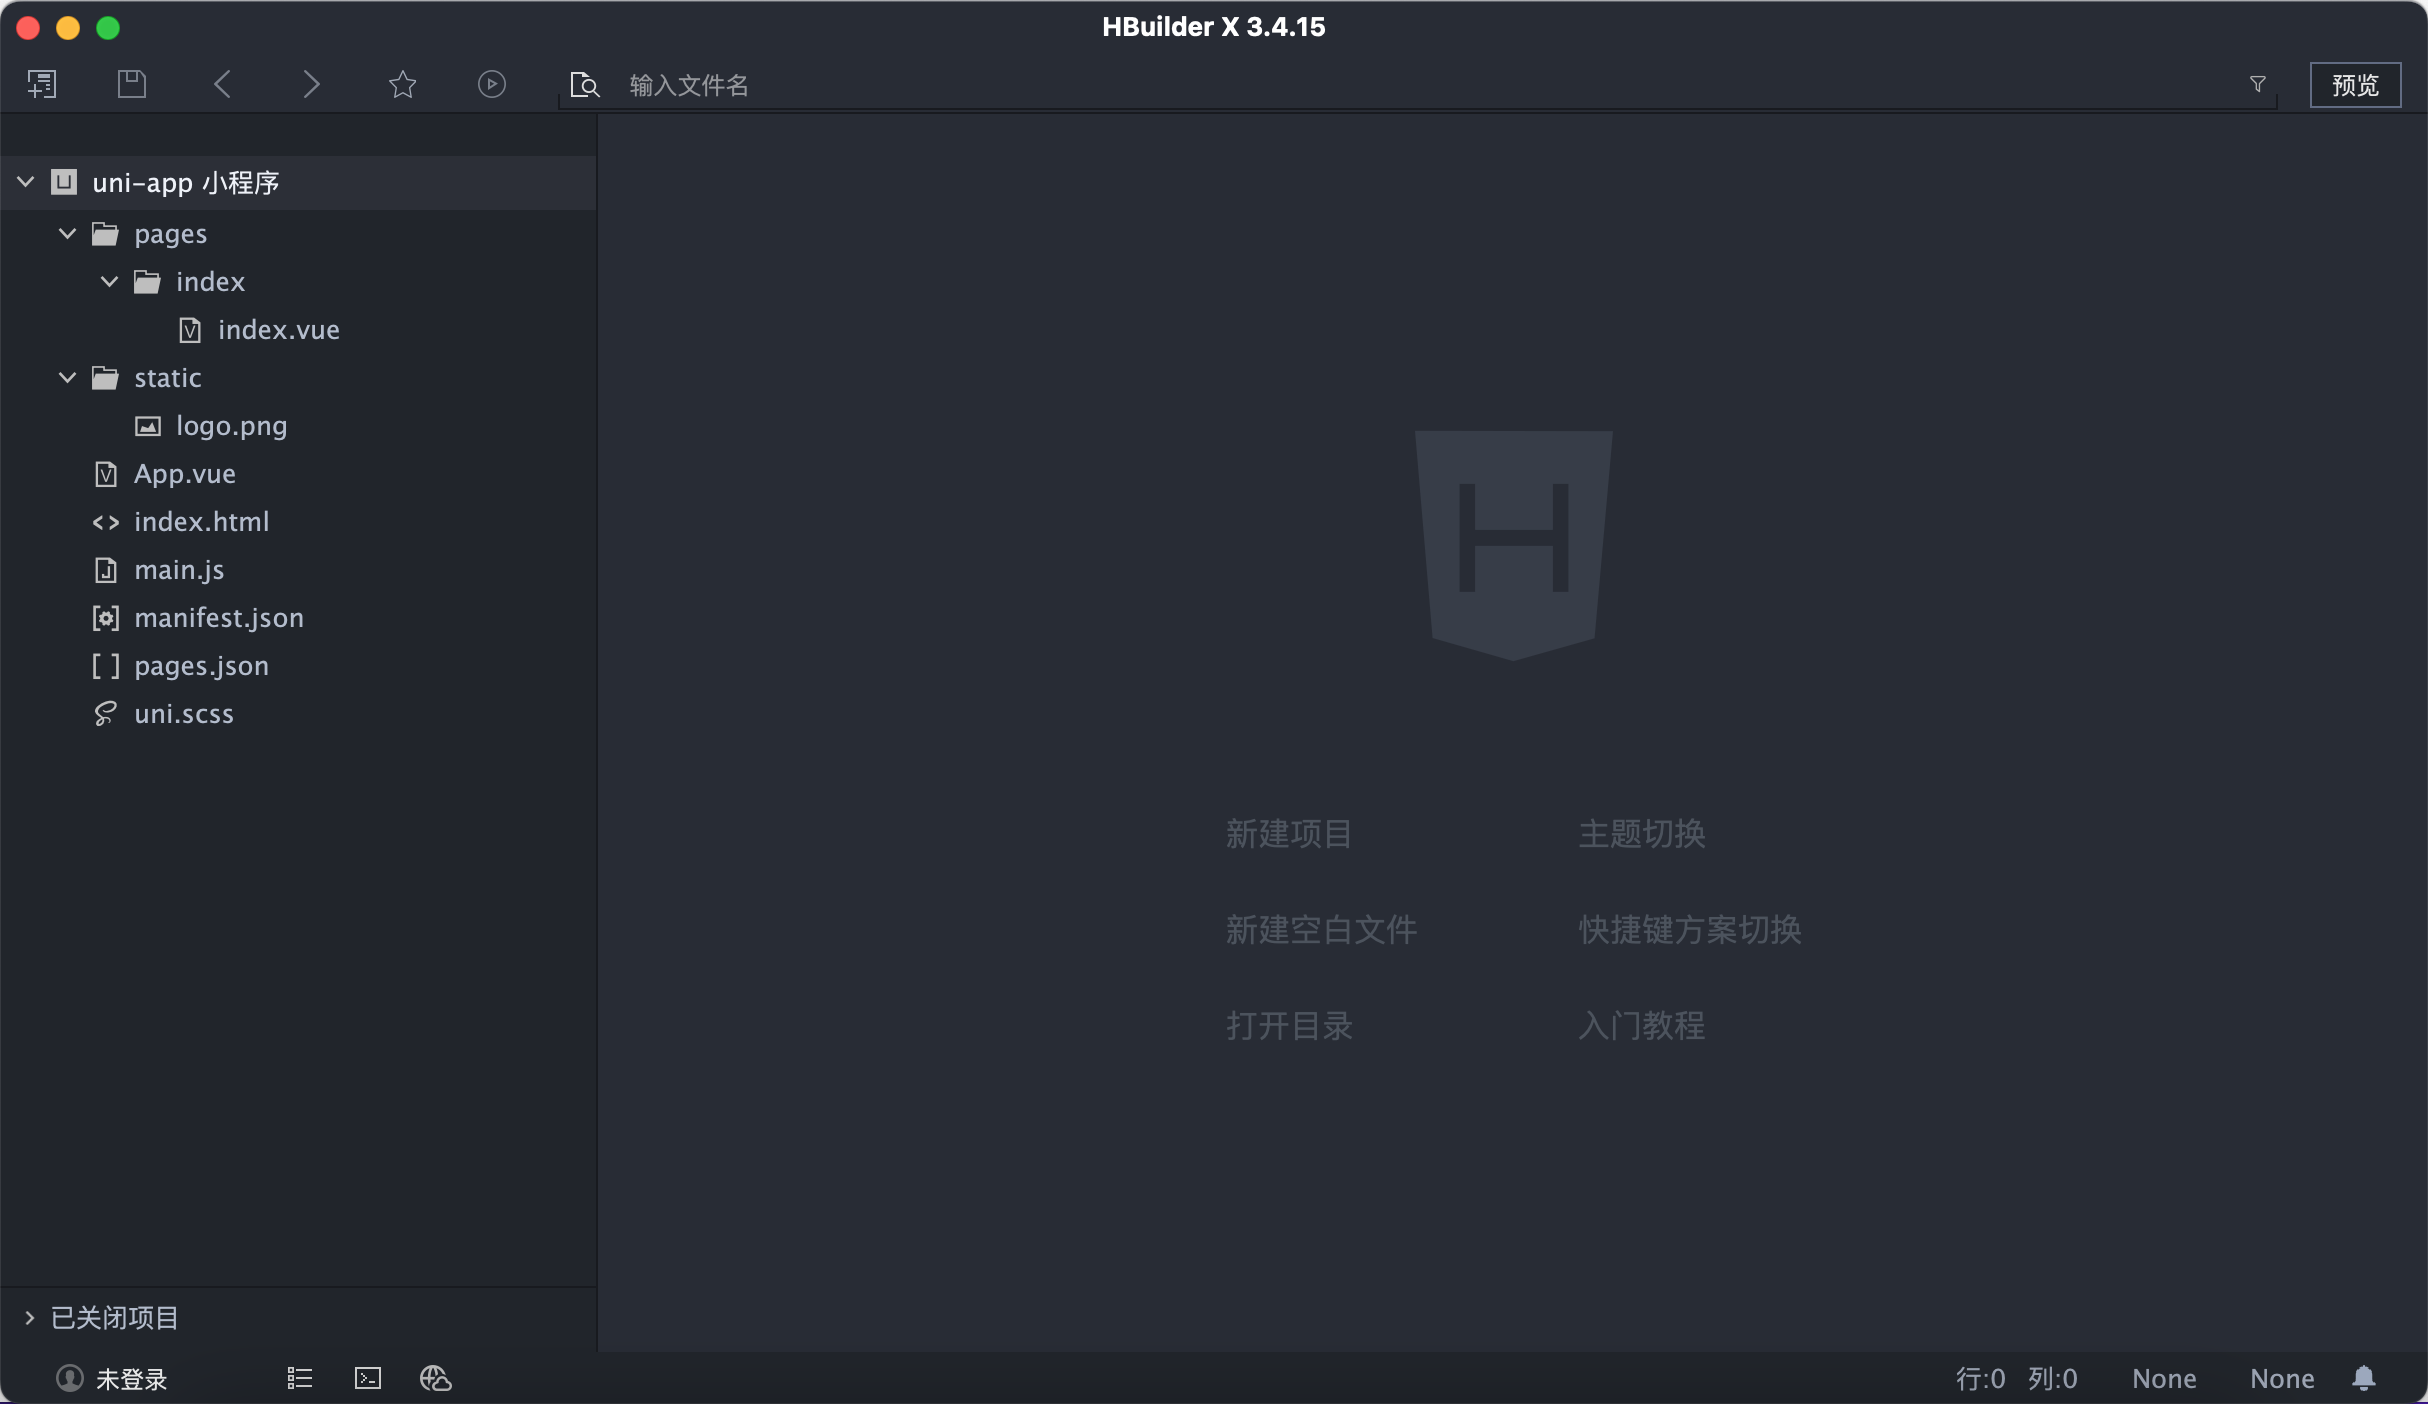 HBuilder X 3.4.15
输入文件名
预览
uni-app 小程序
pages
index
index.vue
static
logo.png
App.vue
index.html
main.js
manifest.json
pages.json
uni.scss
H
新建项目 主题切换
新建空白文件 快捷键方案切换
打开目录 入门教程
已关闭项目
未登录
行:0 列:0 None None